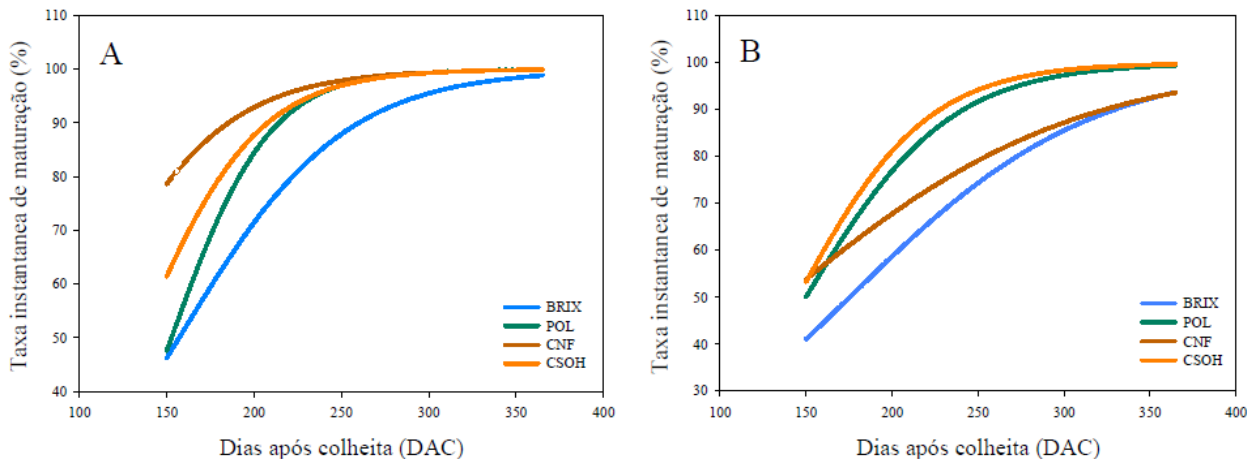 A
Taxa instantanea de maturação (%)
110
100
90
80
70
60
50
40
BRIX
POL
CNF
CSOH
100
150
200
250
300
350
400
Dias após colheita (DAC)
B
Taxa instantanea de maturação (%)
110
100
90
80
70
60
50
40
30
BRIX
POL
CNF
CSOH
100
150
200
250
300
350
400
Dias após colheita (DAC)